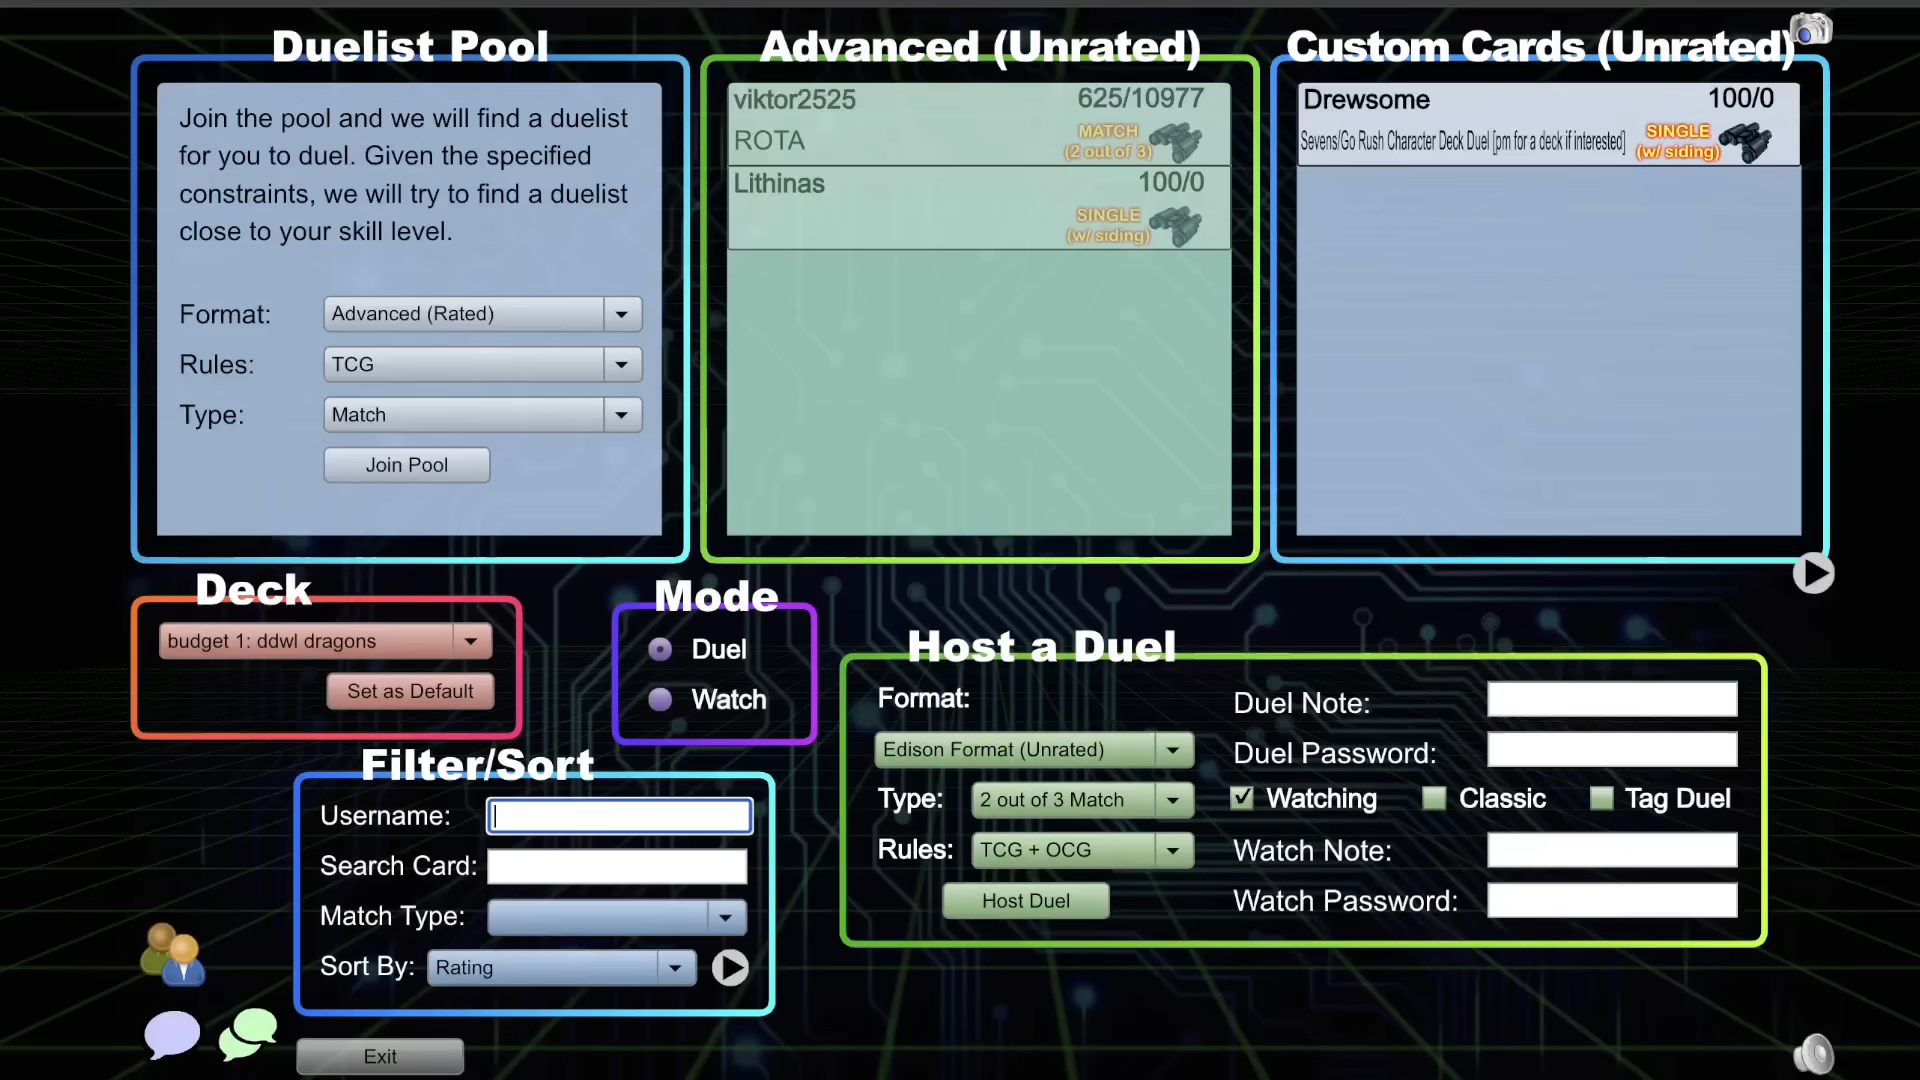 Duelist Pool
Join the pool and we will find a duelist
for you to duel. Given the specified
constraints, we will try to find a duelist
close to your skill level.
Format: Advanced (Rated)
Rules: TCG
Type: Match
Join Pool
Advanced (Unrated)
viktor2525 625/10977
ROTA MATCH
(2 out of 3)
Lithinas 100/0
SINGLE
(w/ siding)
Custom Cards (Unrated)
Drewsome 100/0
Sevens/Go Rush Character Deck Duel [pm for a deck if interested] SINGLE
(w/ siding)
Deck
budget 1: ddwl dragons
Set as Default
Mode
Duel
Watch
Filter/Sort
Username:
Search Card:
Match Type:
Sort By: Rating
Host a Duel
Format:
Edison Format (Unrated)
Type: 2 out of 3 Match
Rules: TCG + OCG
Host Duel
Duel Note:
Duel Password:
Watching Classic Tag Duel
Watch Note:
Watch Password:
Exit